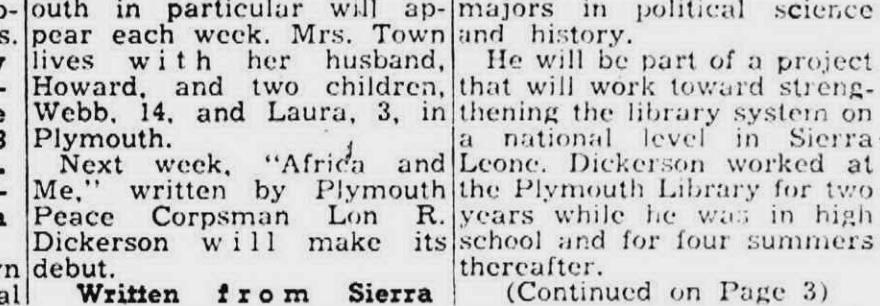 outh in particular will ap-
pear each week. Mrs. Town
lives with her husband,
Howard, and two children,
Webb, 14, and Laura, 3, in
Plymouth.
Next week, "Africa and
Me," written by Plymouth
Peace Corpsman Lon R.
Dickerson will make its
debut.
Written from Sierra
majors in political science
and history.
He will be part of a project
that will work toward streng-
thening the library system on
a national level in Sierra
Leone. Dickerson worked at
the Plymouth Library for two
years while he was in high
school and for four summers
thereafter.
(Continued on Page 3)